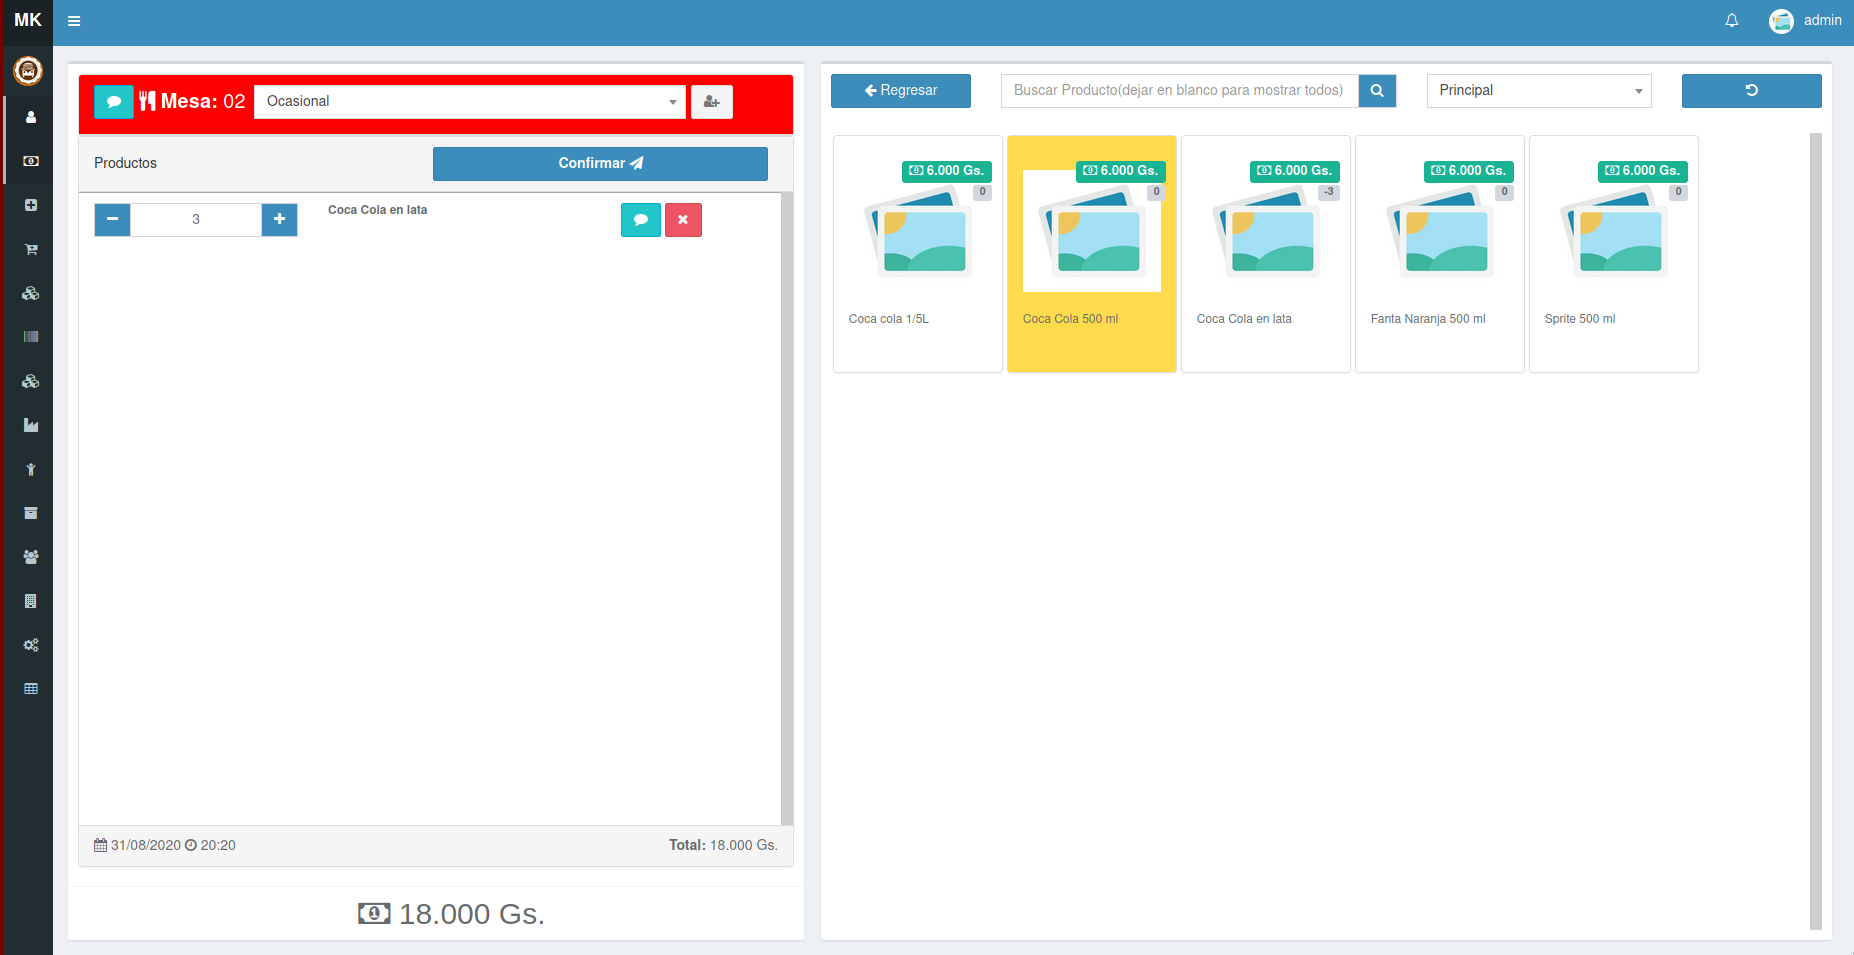 MK
admin
Mesa: 02
Ocasional
Productos
Confirmar
3
Coca Cola en lata
31/08/2020 20:20
Total: 18.000 Gs.
18.000 Gs.
Regresar
Buscar Producto(dejar en blanco para mostrar todos)
Principal
6.000 Gs.
0
Coca cola 1/5L
6.000 Gs.
0
Coca Cola 500 ml
6.000 Gs.
-3
Coca Cola en lata
6.000 Gs.
0
Fanta Naranja 500 ml
6.000 Gs.
0
Sprite 500 ml